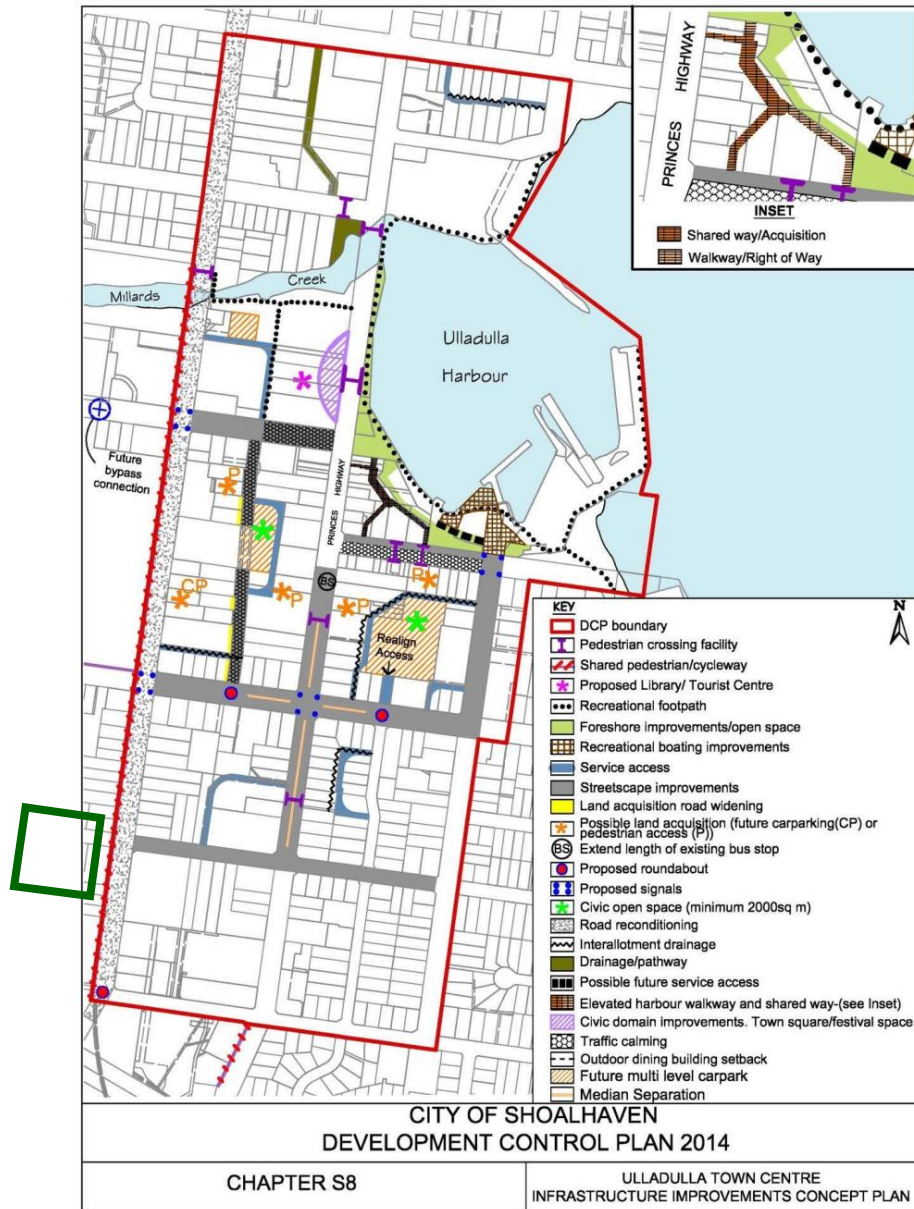 PRINCES HIGHWAY
INSET
Shared way/Acquisition
Walkway/Right of Way
Millards
Creek
Ulladulla
Harbour
Future
bypass
connection
PRINCES HIGHWAY
P
BS
CP
P
P
P
Realign
Access
KEY
N
DCP boundary
Pedestrian crossing facility
Shared pedestrian/cycleway
Proposed Library/ Tourist Centre
Recreational footpath
Foreshore improvements/open space
Recreational boating improvements
Service access
Streetscape improvements
Land acquisition road widening
Possible land acquisition (future carparking(CP) or
pedestrian access (P))
BS Extend length of existing bus stop
Proposed roundabout
Proposed signals
Civic open space (minimum 2000sq m)
Road reconditioning
Interallotment drainage
Drainage/pathway
Possible future service access
Elevated harbour walkway and shared way-(see Inset)
Civic domain improvements. Town square/festival space
Traffic calming
Outdoor dining building setback
Future multi level carpark
Median Separation
CITY OF SHOALHAVEN
DEVELOPMENT CONTROL PLAN 2014
CHAPTER S8
ULLADULLA TOWN CENTRE
INFRASTRUCTURE IMPROVEMENTS CONCEPT PLAN